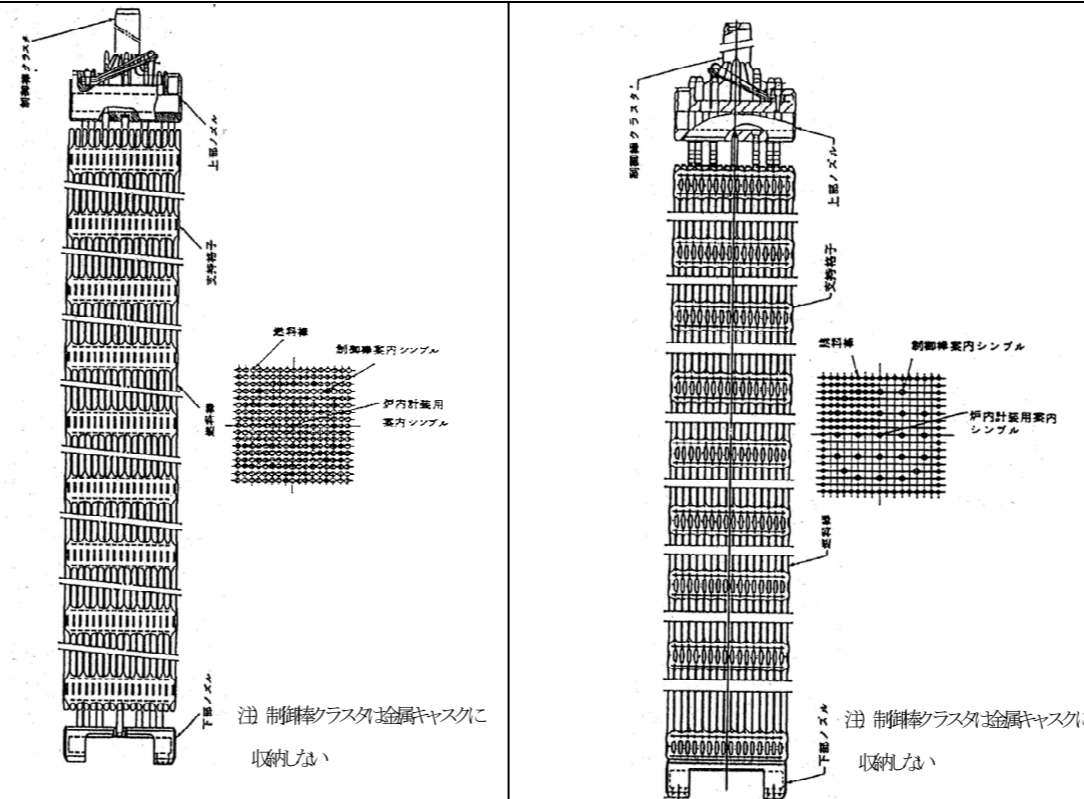 制御棒クラスタ
上部ノズル
支持格子
燃料棒
制御棒案内シンブル
炉内計装用
案内シンブル
燃料棒
下部ノズル
注) 制御棒クラスタは金属キャスクに
収納しない
制御棒クラスタ
上部ノズル
支持格子
燃料棒
制御棒案内シンブル
炉内計装用案内
シンブル
燃料棒
下部ノズル
注) 制御棒クラスタは金属キャスクに
収納しない